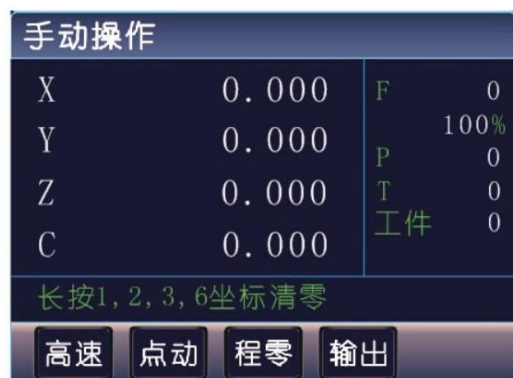 手动操作
X 0.000 F 0
100%
Y 0.000 P 0
Z 0.000 T 0
工件 0
C 0.000
长按1,2,3,6坐标清零
高速 点动 程零 输出